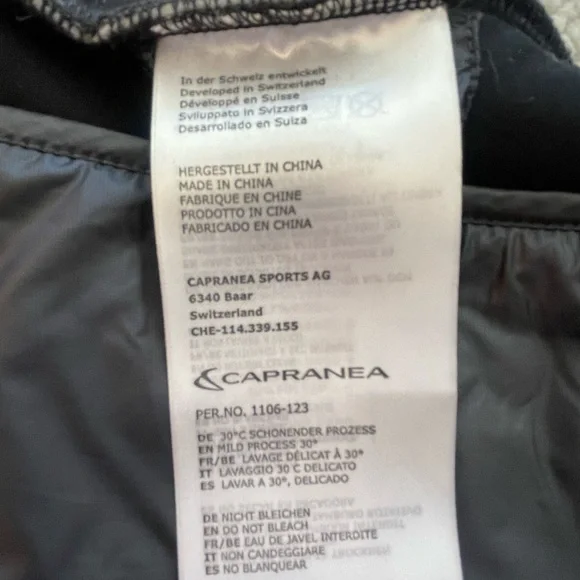 In der Schweiz entwickelt
Developed in Switzerland
Développé en Suisse
Sviluppato in Svizzera
Desarrollado en Suiza
HERGESTELLT IN CHINA
MADE IN CHINA
FABRIQUE EN CHINE
PRODOTTO IN CINA
FABRICADO EN CHINA
CAPRANEA SPORTS AG
6340 Baar
Switzerland
CHE-114.339.155
CAPRANEA
PER.NO. 1106-123
DE 30°C SCHONENDER PROZESS
EN MILD PROCESS 30°
FR/BE LAVAGE DÉLICAT À 30°
IT LAVAGGIO 30 C DELICATO
ES LAVAR A 30°, DELICADO
DE NICHT BLEICHEN
EN DO NOT BLEACH
FR/BE EAU DE JAVEL INTERDITE
IT NON CANDEGGIARE
ES NO BLANQUEAR